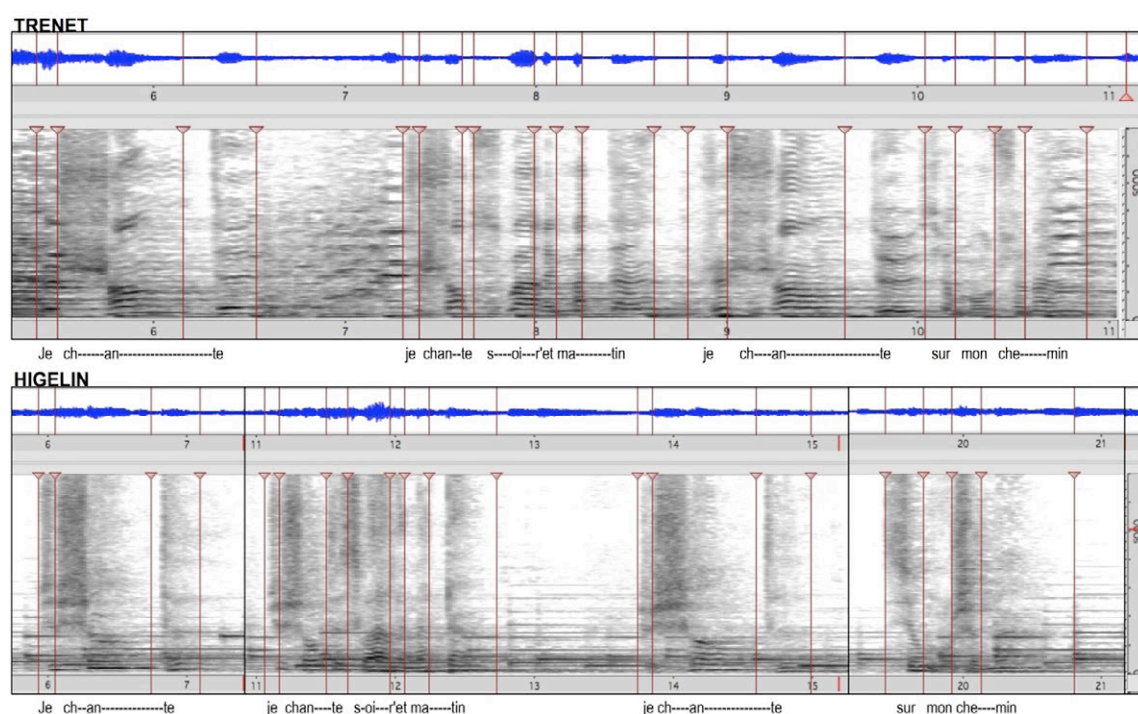 TRENET
6 7 8 9 10 11
6 7 8 9 10 11
Je ch-----an------------------te je chan--te s----oi---r'et ma--------tin je ch---an-----------------te sur mon che------min
HIGELIN
6 7 11 12 13 14 15 20 21
6 7 11 12 13 14 15 20 21
Je ch---an-------------te je chan---te s-oi---r'et ma----tin je ch----an-------------te sur mon che---min